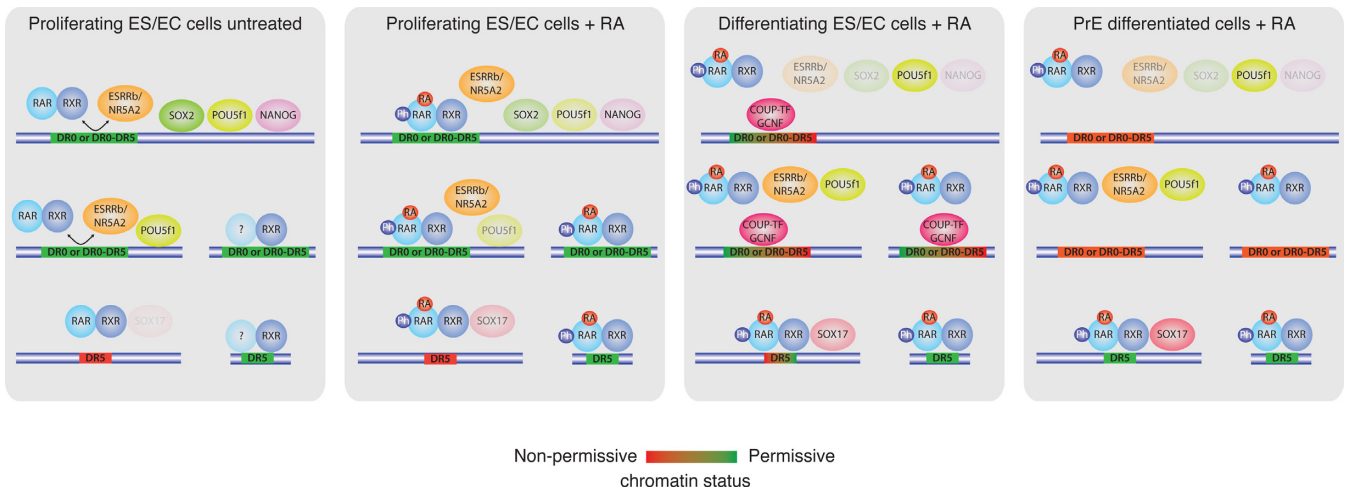 Proliferating ES/EC cells untreated
RAR RXR ESRRb/
NR5A2 SOX2 POU5f1 NANOG
DR0 or DR0-DR5
RAR RXR ESRRb/
NR5A2 POU5f1 ? RXR
DR0 or DR0-DR5 DR0 or DR0-DR5
RAR RXR SOX17 ? RXR
DR5 DR5
Proliferating ES/EC cells + RA
ESRRb/
NR5A2
RA
Ph RAR RXR SOX2 POU5f1 NANOG
DR0 or DR0-DR5
ESRRb/
NR5A2
RA RA
Ph RAR RXR POU5f1 Ph RAR RXR
DR0 or DR0-DR5 DR0 or DR0-DR5
RA RA
Ph RAR RXR SOX17 Ph RAR RXR
DR5 DR5
Differentiating ES/EC cells + RA
RA
Ph RAR RXR ESRRb/
NR5A2 SOX2 POU5f1 NANOG
COUP-TF
GCNF
DR0 or DR0-DR5
RA RA
Ph RAR RXR ESRRb/
NR5A2 POU5f1 Ph RAR RXR
COUP-TF COUP-TF
GCNF GCNF
DR0 or DR0-DR5 DR0 or DR0-DR5
RA RA
Ph RAR RXR SOX17 Ph RAR RXR
DR5 DR5
PrE differentiated cells + RA
RA
Ph RAR RXR ESRRb/
NR5A2 SOX2 POU5f1 NANOG
DR0 or DR0-DR5
RA RA
Ph RAR RXR ESRRb/
NR5A2 POU5f1 Ph RAR RXR
DR0 or DR0-DR5 DR0 or DR0-DR5
RA RA
Ph RAR RXR SOX17 Ph RAR RXR
DR5 DR5
Non-permissive Permissive
chromatin status